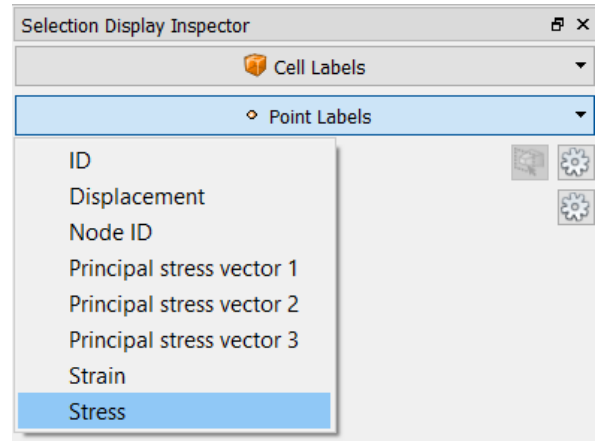 Selection Display Inspector
Cell Labels
Point Labels
ID
Displacement
Node ID
Principal stress vector 1
Principal stress vector 2
Principal stress vector 3
Strain
Stress